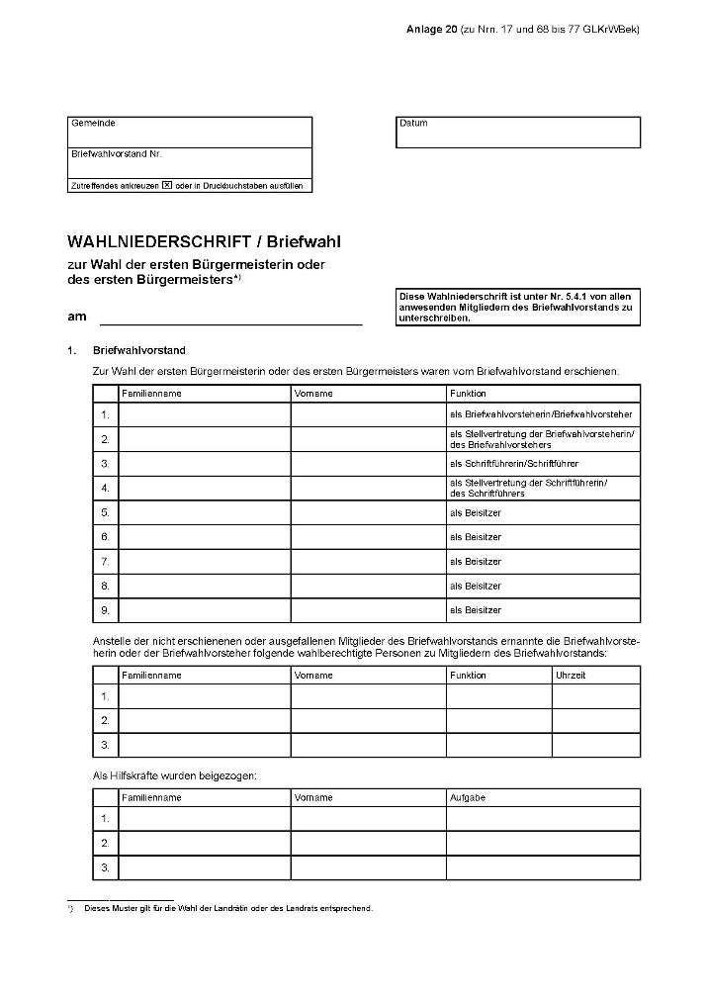 Anlage 20 (zu Nrn. 17 und 68 bis 77 GLKrWBek)
Gemeinde
Datum
Briefwahlvorstand Nr.
Zutreffendes ankreuzen ☒ oder in Druckbuchstaben ausfüllen
WAHLNIEDERSCHRIFT / Briefwahl
zur Wahl der ersten Bürgermeisterin oder
des ersten Bürgermeisters*)
Diese Wahlniederschrift ist unter Nr. 5.4.1 von allen
anwesenden Mitgliedern des Briefwahlvorstands zu
unterschreiben.
am
1. Briefwahlvorstand
Zur Wahl der ersten Bürgermeisterin oder des ersten Bürgermeisters waren vom Briefwahlvorstand erschienen:
Familienname Vorname Funktion
1. als Briefwahlvorsteherin/Briefwahlvorsteher
2. als Stellvertretung der Briefwahlvorsteherin/
des Briefwahlvorstehers
3. als Schriftführerin/Schriftführer
4. als Stellvertretung der Schriftführerin/
des Schriftführers
5. als Beisitzer
6. als Beisitzer
7. als Beisitzer
8. als Beisitzer
9. als Beisitzer
Anstelle der nicht erschienenen oder ausgefallenen Mitglieder des Briefwahlvorstands ernannte die Briefwahlvorste-
herin oder der Briefwahlvorsteher folgende wahlberechtigte Personen zu Mitgliedern des Briefwahlvorstands:
Familienname Vorname Funktion Uhrzeit
1.
2.
3.
Als Hilfskräfte wurden beigezogen:
Familienname Vorname Aufgabe
1.
2.
3.
*) Dieses Muster gilt für die Wahl der Landrätin oder des Landrats entsprechend.